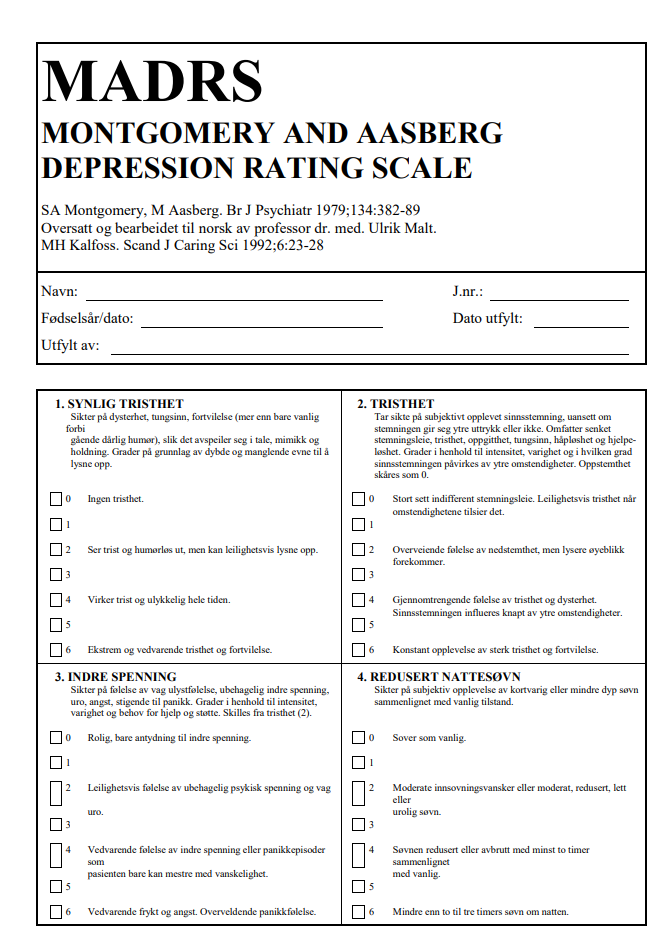 MADRS
MONTGOMERY AND AASBERG
DEPRESSION RATING SCALE
SA Montgomery, M Aasberg. Br J Psychiatr 1979;134:382-89
Oversatt og bearbeidet til norsk av professor dr. med. Ulrik Malt.
MH Kalfoss. Scand J Caring Sci 1992;6:23-28
Navn:
J.nr.:
Fødselsår/dato:
Dato utfylt:
Utfylt av:
1. SYNLIG TRISTHET
Sikter på dysterhet, tungsinn, fortvilelse (mer enn bare vanlig
forbi
gående dårlig humør), slik det avspeiler seg i tale, mimikk og
holdning. Grader på grunnlag av dybde og manglende evne til å
lysne opp.
0 Ingen tristhet.
1
2 Ser trist og humørløs ut, men kan leilighetsvis lysne opp.
3
4 Virker trist og ulykkelig hele tiden.
5
6 Ekstrem og vedvarende tristhet og fortvilelse.
2. TRISTHET
Tar sikte på subjektivt opplevet sinnsstemning, uansett om
stemningen gir seg ytre uttrykk eller ikke. Omfatter senket
stemningsleie, tristhet, oppgitthet, tungsinn, håpløshet og hjelpe-
løshet. Grader i henhold til intensitet, varighet og i hvilken grad
sinnsstemningen påvirkes av ytre omstendigheter. Oppstemthet
skåres som 0.
0 Stort sett indifferent stemningsleie. Leilighetsvis tristhet når
omstendighetene tilsier det.
1
2 Overveiende følelse av nedstemthet, men lysere øyeblikk
forekommer.
3
4 Gjennomtrengende følelse av tristhet og dysterhet.
Sinnsstemningen influeres knapt av ytre omstendigheter.
5
6 Konstant opplevelse av sterk tristhet og fortvilelse.
3. INDRE SPENNING
Sikter på følelse av vag ulystfølelse, ubehagelig indre spenning,
uro, angst, stigende til panikk. Grader i henhold til intensitet,
varighet og behov for hjelp og støtte. Skilles fra tristhet (2).
0 Rolig, bare antydning til indre spenning.
1
2 Leilighetsvis følelse av ubehagelig psykisk spenning og vag
uro.
3
4 Vedvarende følelse av indre spenning eller panikkepisoder
som
pasienten bare kan mestre med vanskelighet.
5
6 Vedvarende frykt og angst. Overveldende panikkfølelse.
4. REDUSERT NATTESØVN
Sikter på subjektiv opplevelse av kortvarig eller mindre dyp søvn
sammenlignet med vanlig tilstand.
0 Sover som vanlig.
1
2 Moderate innsovningsvansker eller moderat, redusert, lett
eller
urolig søvn.
3
4 Søvnen redusert eller avbrutt med minst to timer
sammenlignet
med vanlig.
5
6 Mindre enn to til tre timers søvn om natten.